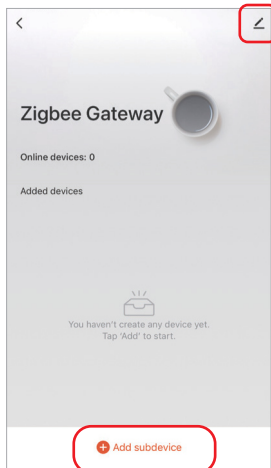 Zigbee Gateway
Online devices: 0
Added devices
You haven't create any device yet.
Tap 'Add' to start.
Add subdevice